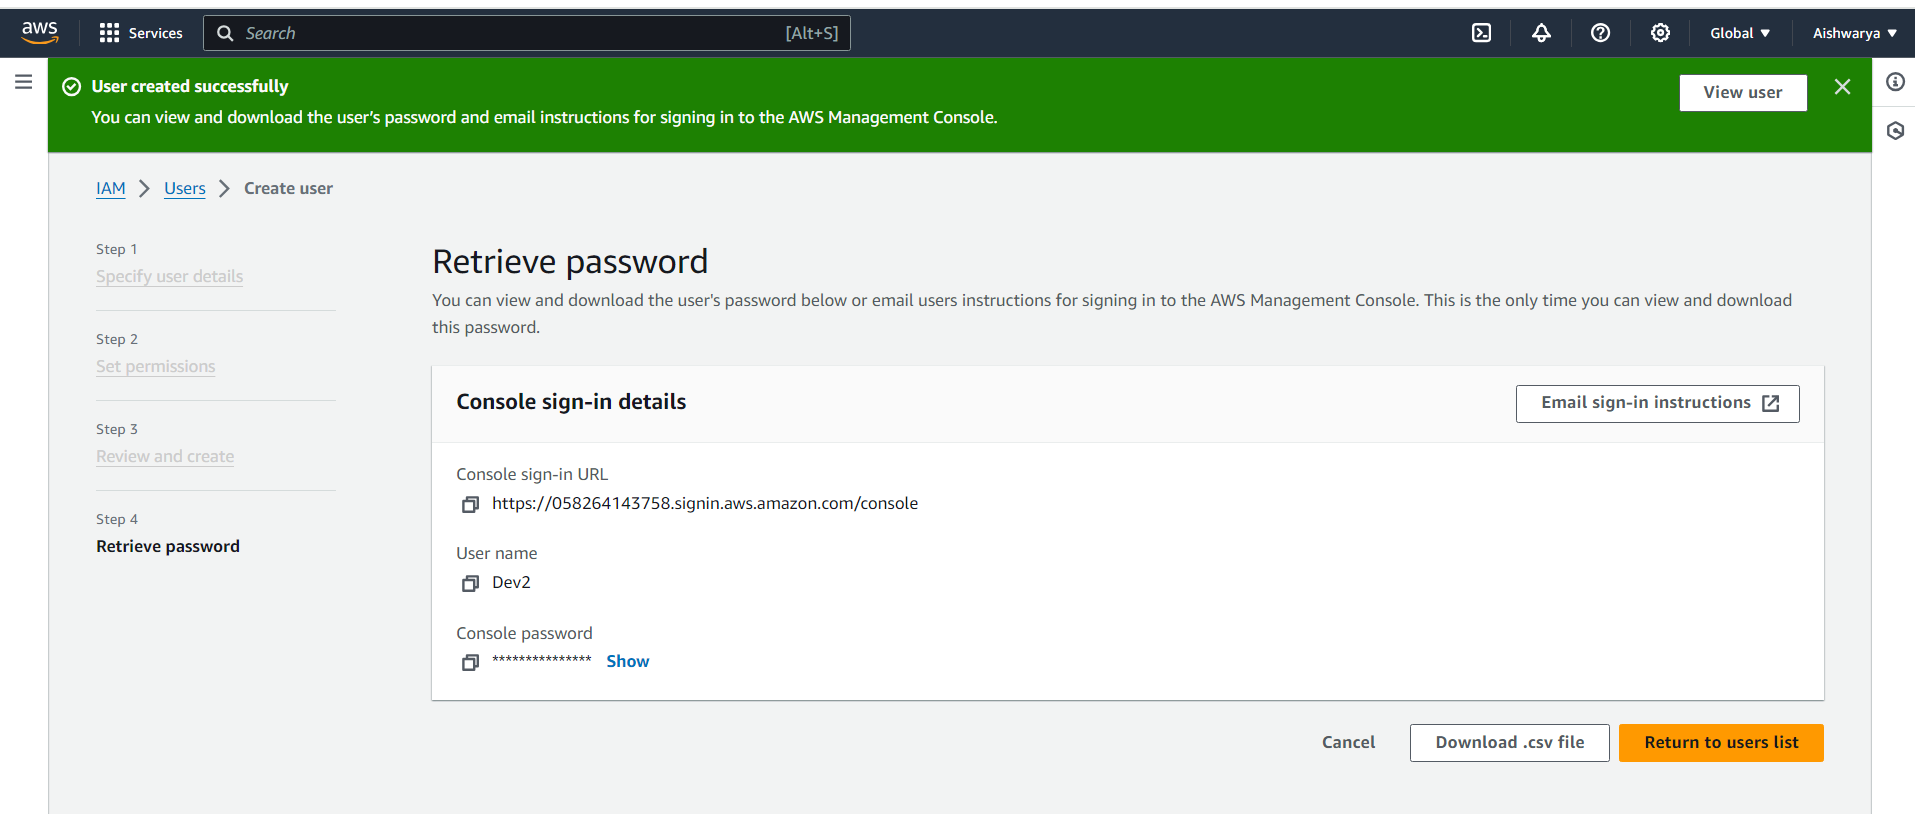 aws
Services
Search
[Alt+S]
Global
Aishwarya
User created successfully
You can view and download the user's password and email instructions for signing in to the AWS Management Console.
View user
IAM > Users > Create user
Step 1
Specify user details
Step 2
Set permissions
Step 3
Review and create
Step 4
Retrieve password
Retrieve password
You can view and download the user's password below or email users instructions for signing in to the AWS Management Console. This is the only time you can view and download
this password.
Console sign-in details
Email sign-in instructions
Console sign-in URL
https://058264143758.signin.aws.amazon.com/console
User name
Dev2
Console password
*************** Show
Cancel
Download .csv file
Return to users list